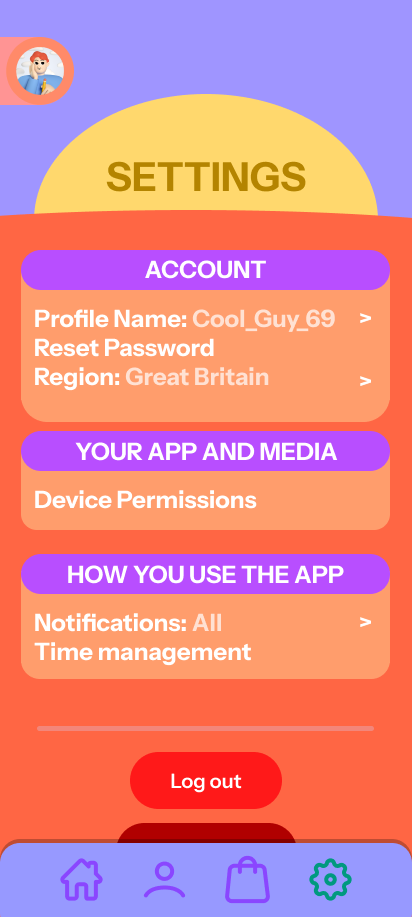 SETTINGS
ACCOUNT
Profile Name: Cool_Guy_69 >
Reset Password
Region: Great Britain >
YOUR APP AND MEDIA
Device Permissions
HOW YOU USE THE APP
Notifications: All >
Time management
Log out